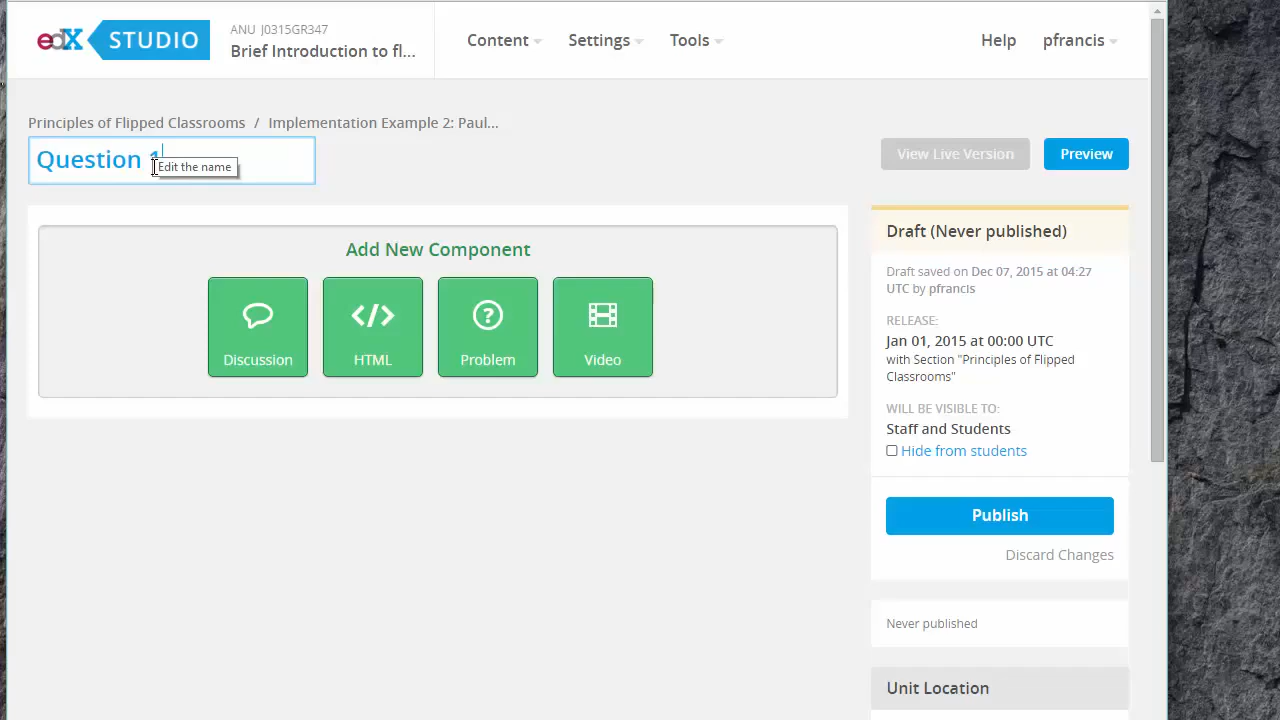 edX STUDIO
ANU J0315GR347
Brief Introduction to fl...
Content
Settings
Tools
Help
pfrancis
Principles of Flipped Classrooms / Implementation Example 2: Paul...
Question 1
Edit the name
View Live Version
Preview
Add New Component
Discussion
HTML
Problem
Video
Draft (Never published)
Draft saved on Dec 07, 2015 at 04:27
UTC by pfrancis
RELEASE:
Jan 01, 2015 at 00:00 UTC
with Section "Principles of Flipped
Classrooms"
WILL BE VISIBLE TO:
Staff and Students
Hide from students
Publish
Discard Changes
Never published
Unit Location